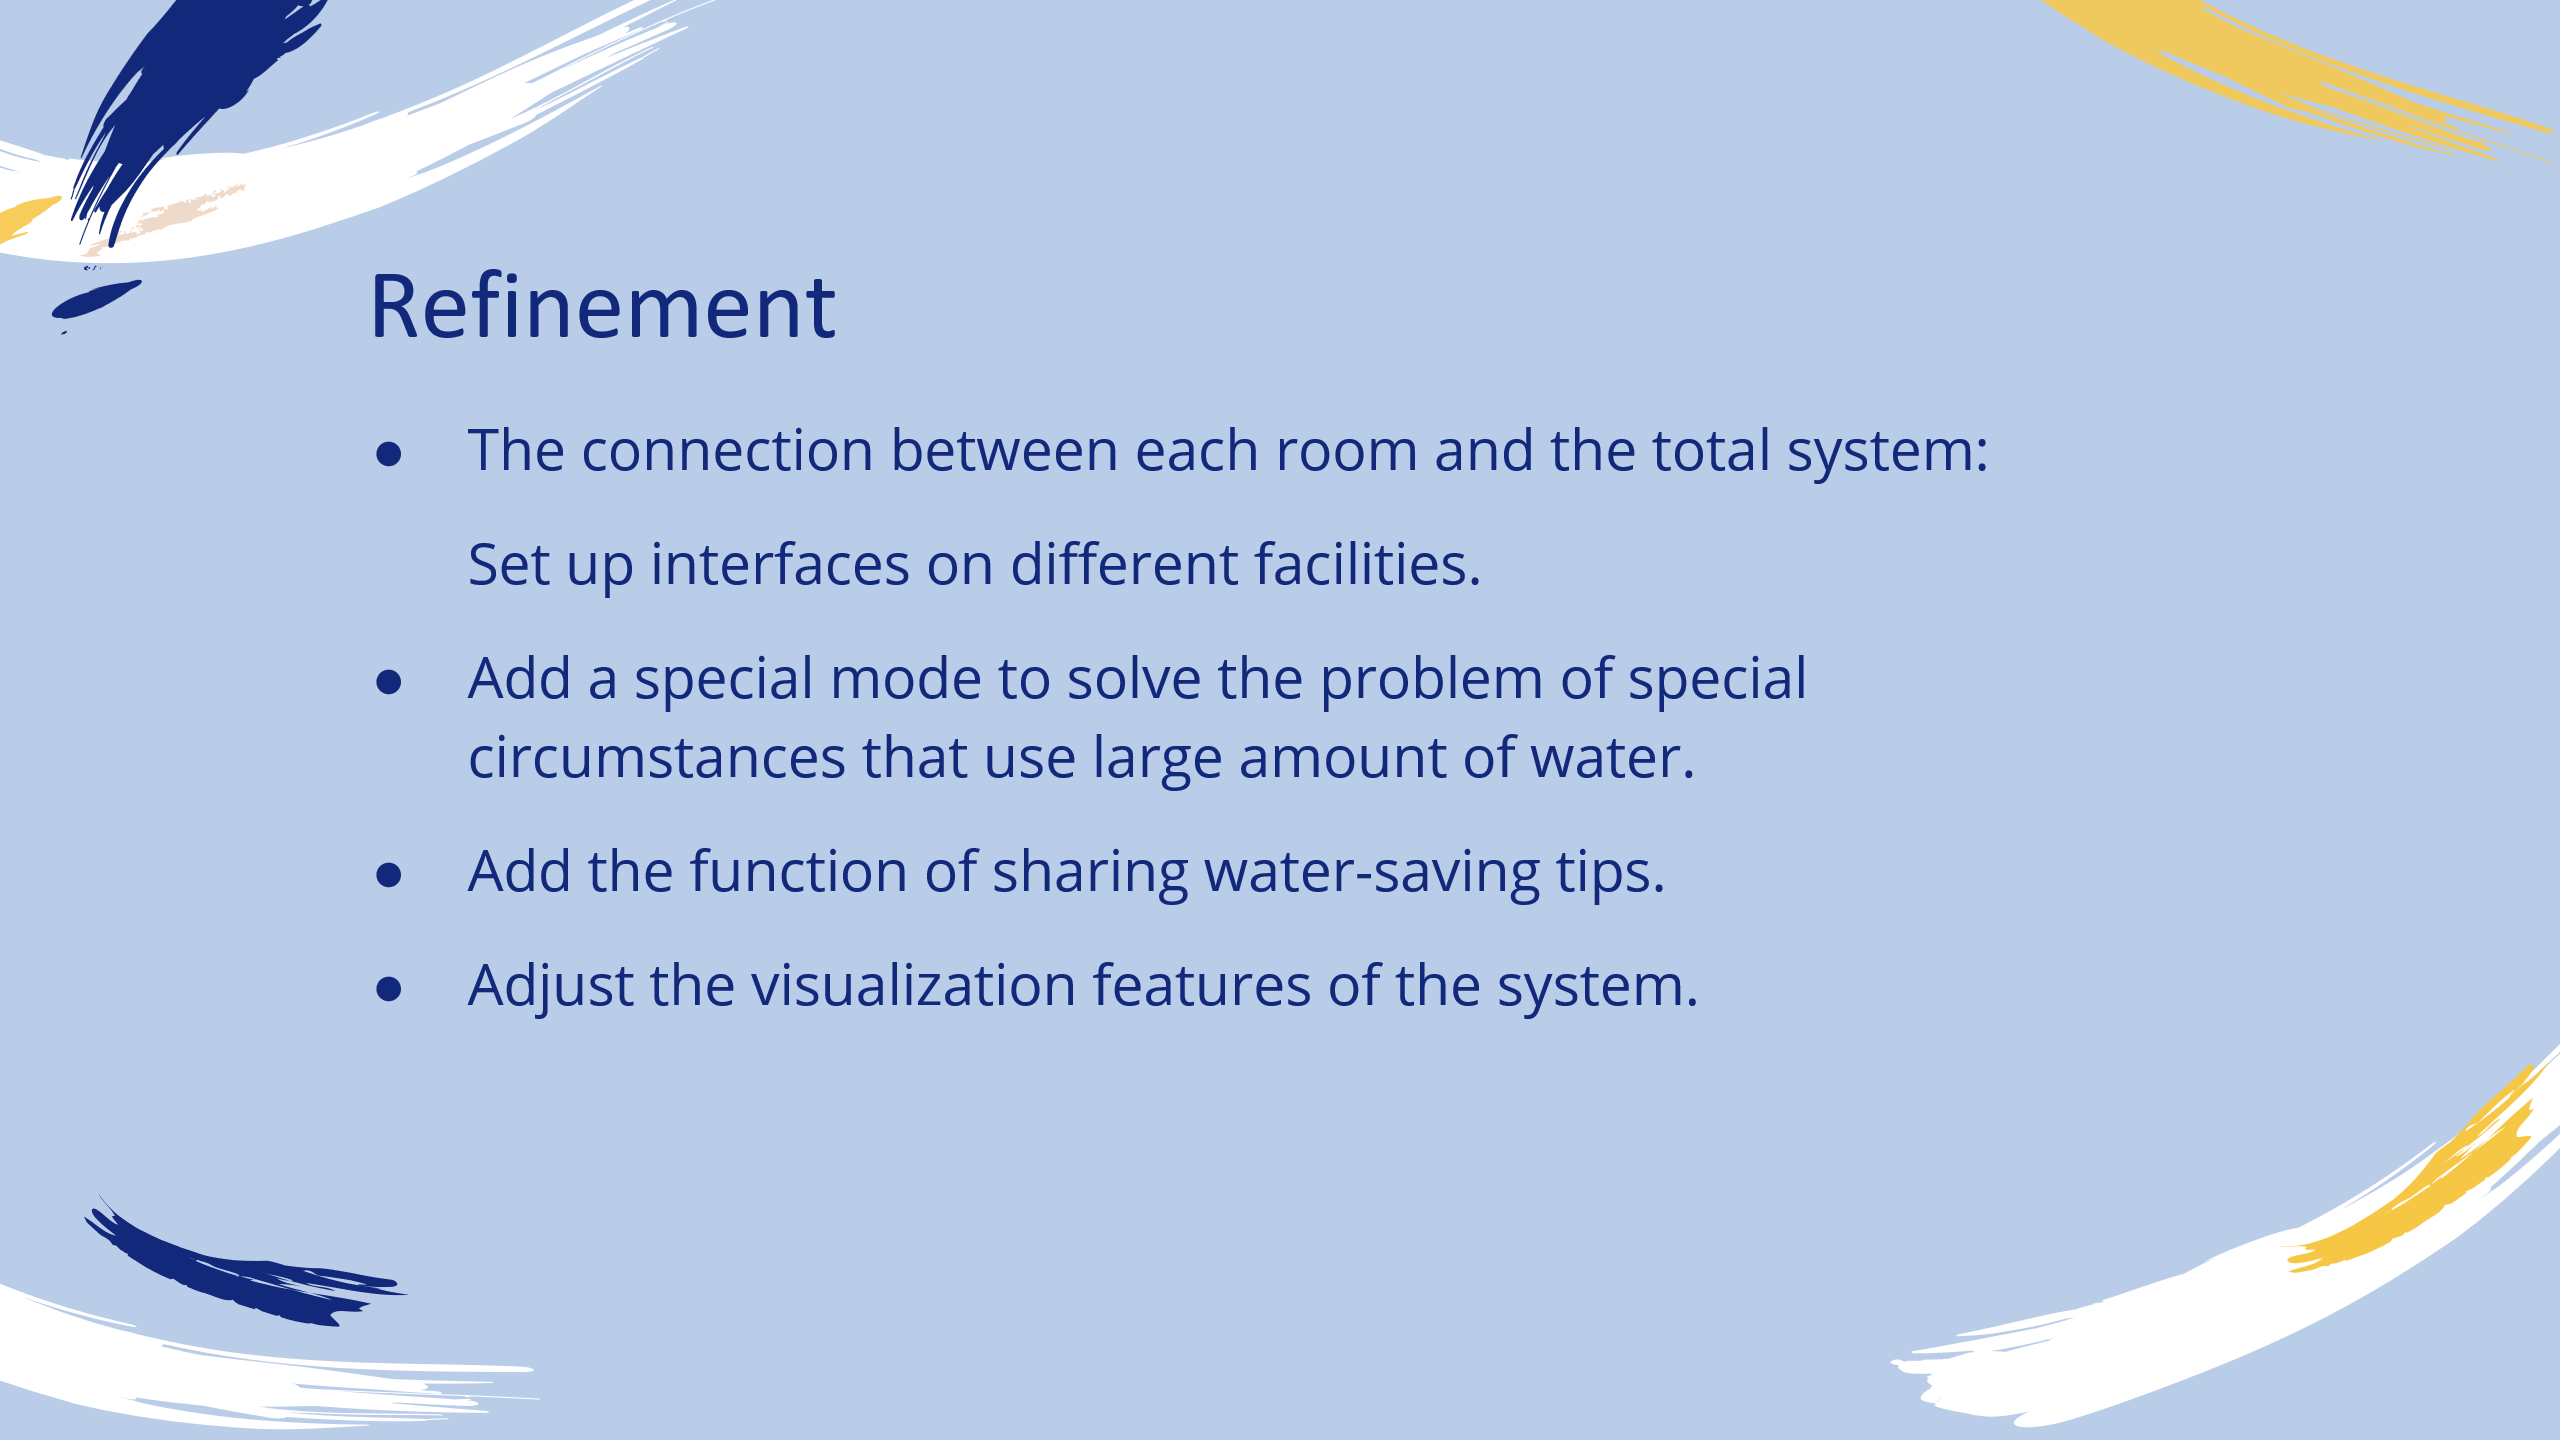 Refinement
● The connection between each room and the total system:
Set up interfaces on different facilities.
● Add a special mode to solve the problem of special
circumstances that use large amount of water.
● Add the function of sharing water-saving tips.
● Adjust the visualization features of the system.